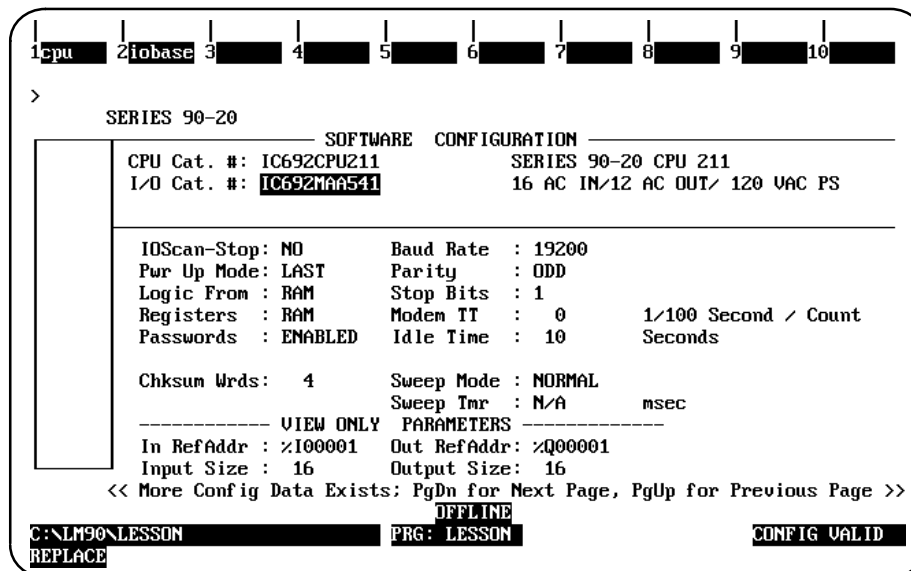 1cpu 2iobase 3 4 5 6 7 8 9 10
>
SERIES 90-20
SOFTWARE CONFIGURATION
CPU Cat. #: IC692CPU211 SERIES 90-20 CPU 211
I/O Cat. #: IC692MAA541 16 AC IN/12 AC OUT/ 120 VAC PS
IOScan-Stop: NO Baud Rate : 19200
Pwr Up Mode: LAST Parity : ODD
Logic From : RAM Stop Bits : 1
Registers : RAM Modem TT : 0 1/100 Second / Count
Passwords : ENABLED Idle Time : 10 Seconds
Chksum Wrds: 4 Sweep Mode : NORMAL
Sweep Tmr : N/A msec
------------ VIEW ONLY PARAMETERS -------------
In RefAddr : %I00001 Out RefAddr: %Q00001
Input Size : 16 Output Size: 16
<< More Config Data Exists; PgDn for Next Page, PgUp for Previous Page >>
OFFLINE
C:\LM90\LESSON PRG: LESSON CONFIG VALID
REPLACE